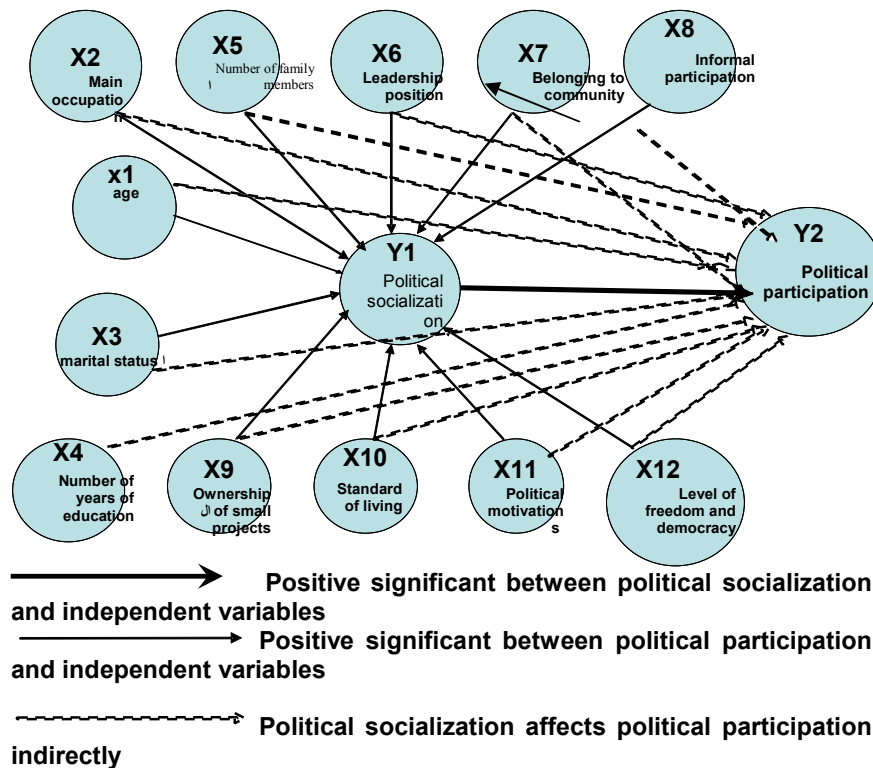 X2
Main
occupatio
n
X5
Number of family
members
١
X6
Leadership
position
X7
Belonging to
community
X8
Informal
participation
x1
age
Y1
Political
socializati
on
Y2
Political
participation
X3
marital status ١
X4
Number of
years of
education
X9
Ownership
ل of small
projects
X10
Standard
of living
X11
Political
motivation
s
X12
Level of
freedom and
democracy
Positive significant between political socialization
and independent variables
Positive significant between political participation
and independent variables
Political socialization affects political participation
indirectly